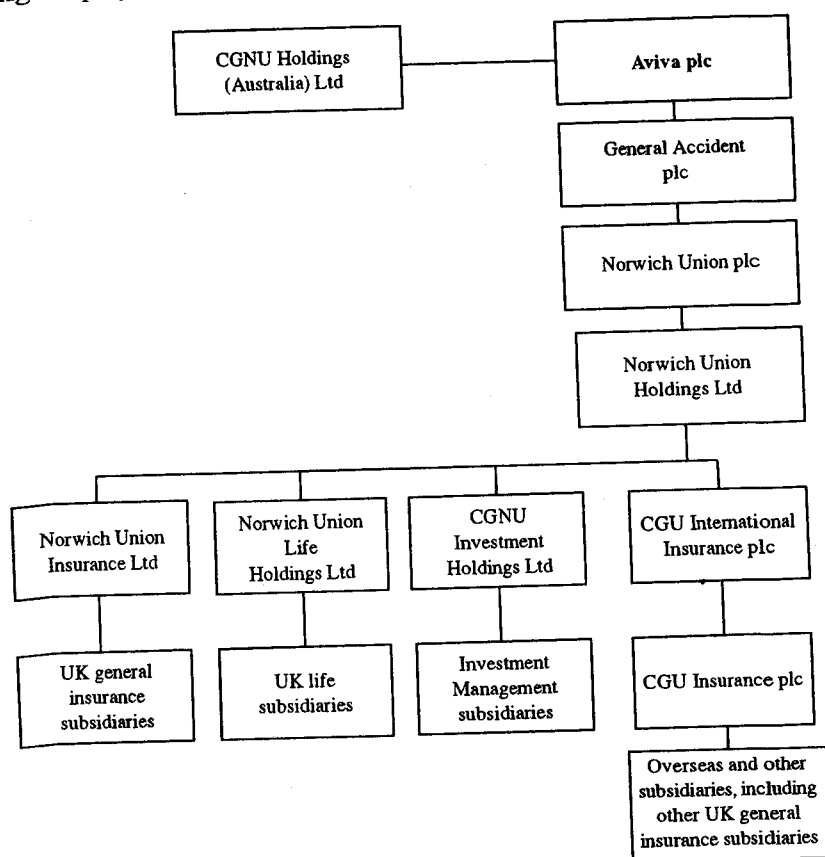 CGNU Holdings
(Australia) Ltd
Aviva plc
General Accident
plc
Norwich Union plc
Norwich Union
Holdings Ltd
Norwich Union
Insurance Ltd
Norwich Union
Life
Holdings Ltd
CGNU
Investment
Holdings Ltd
CGU International
Insurance plc
UK general
insurance
subsidiaries
UK life
subsidiaries
Investment
Management
subsidiaries
CGU Insurance plc
Overseas and other
subsidiaries, including
other UK general
insurance subsidiaries